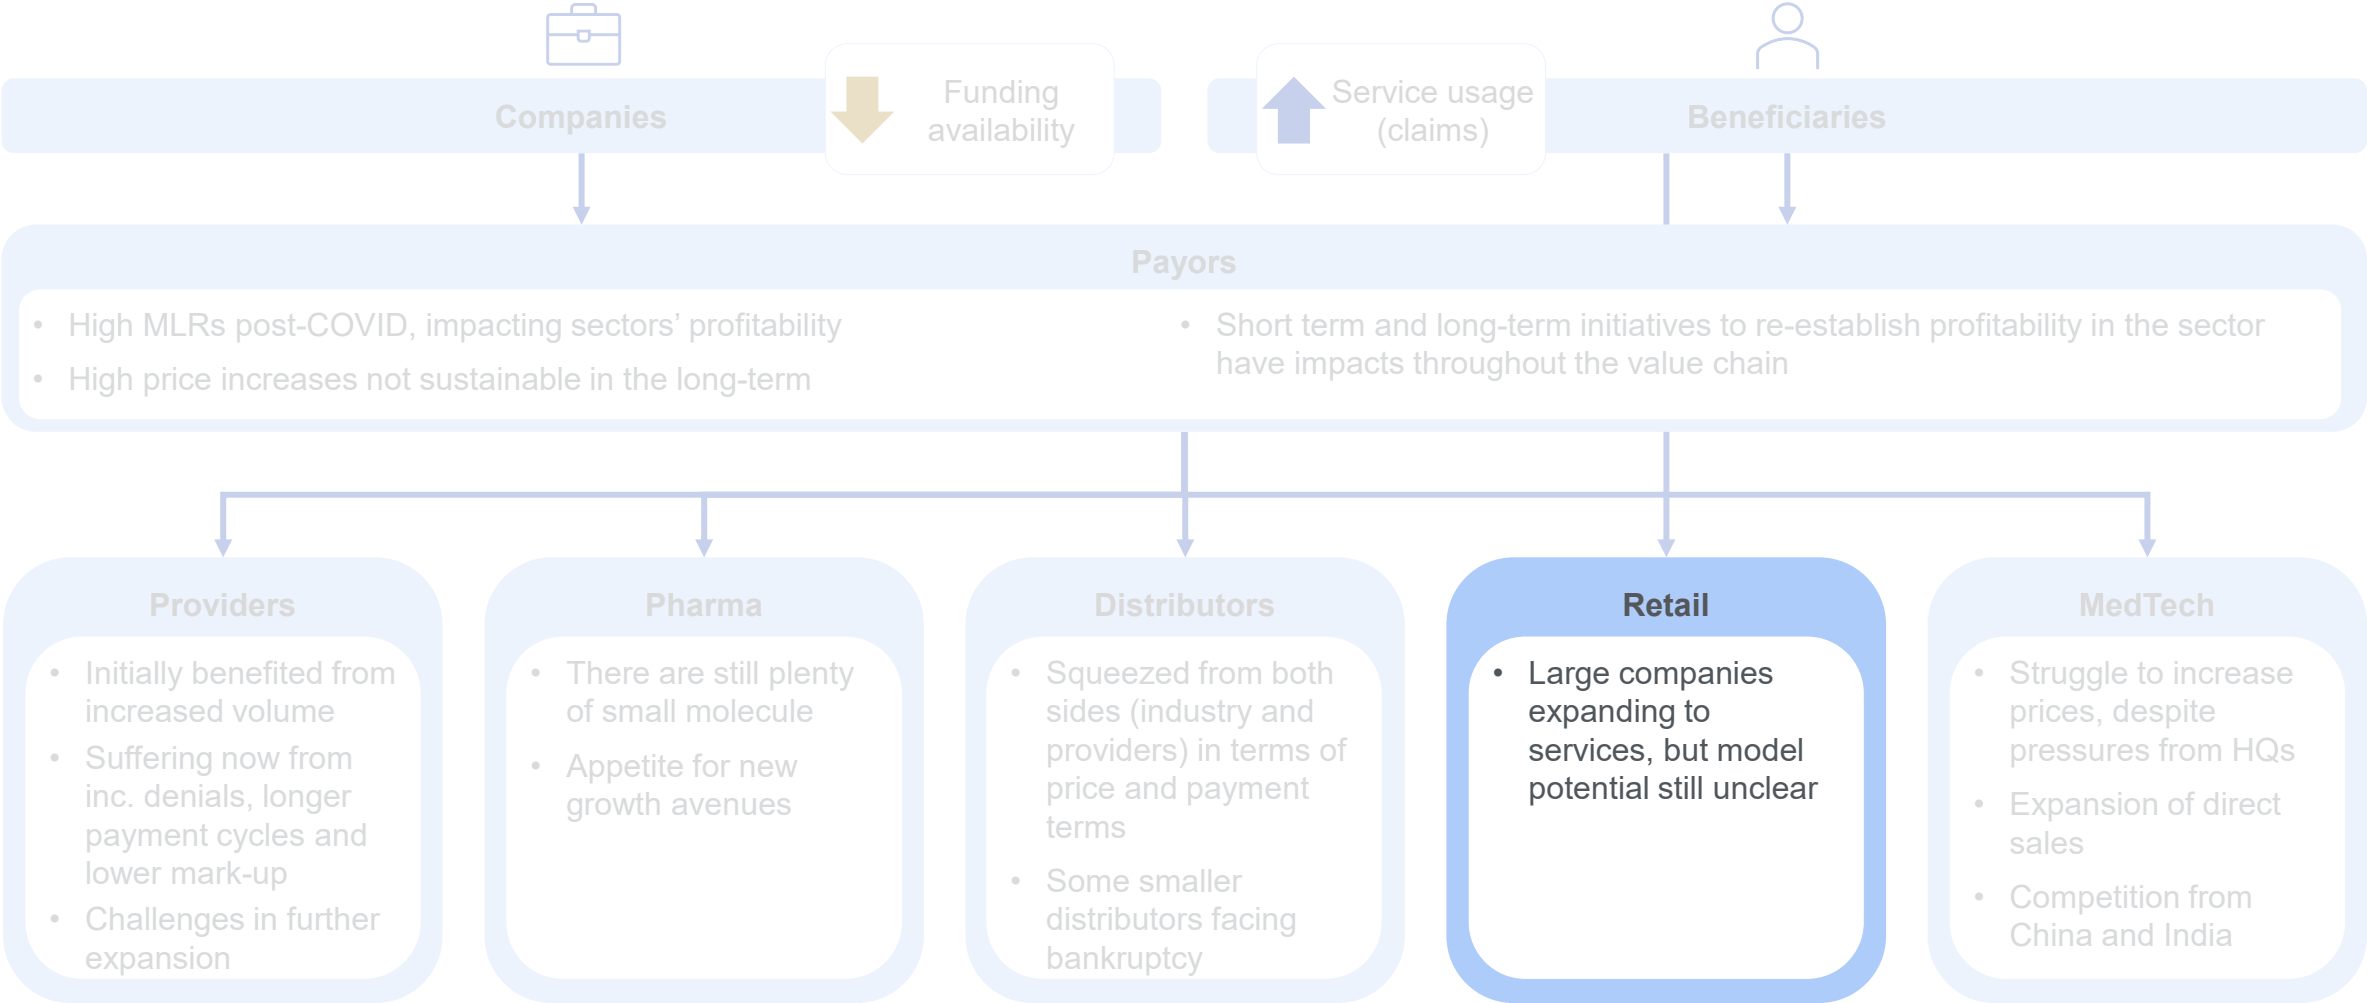 Companies
Funding
availability
Service usage
(claims)
Beneficiaries
Payors
• High MLRs post-COVID, impacting sectors’ profitability
• High price increases not sustainable in the long-term
• Short term and long-term initiatives to re-establish profitability in the sector
have impacts throughout the value chain
Providers
• Initially benefited from
increased volume
• Suffering now from
inc. denials, longer
payment cycles and
lower mark-up
• Challenges in further
expansion
Pharma
• There are still plenty
of small molecule
• Appetite for new
growth avenues
Distributors
• Squeezed from both
sides (industry and
providers) in terms of
price and payment
terms
• Some smaller
distributors facing
bankruptcy
Retail
• Large companies
expanding to
services, but model
potential still unclear
MedTech
• Struggle to increase
prices, despite
pressures from HQs
• Expansion of direct
sales
• Competition from
China and India